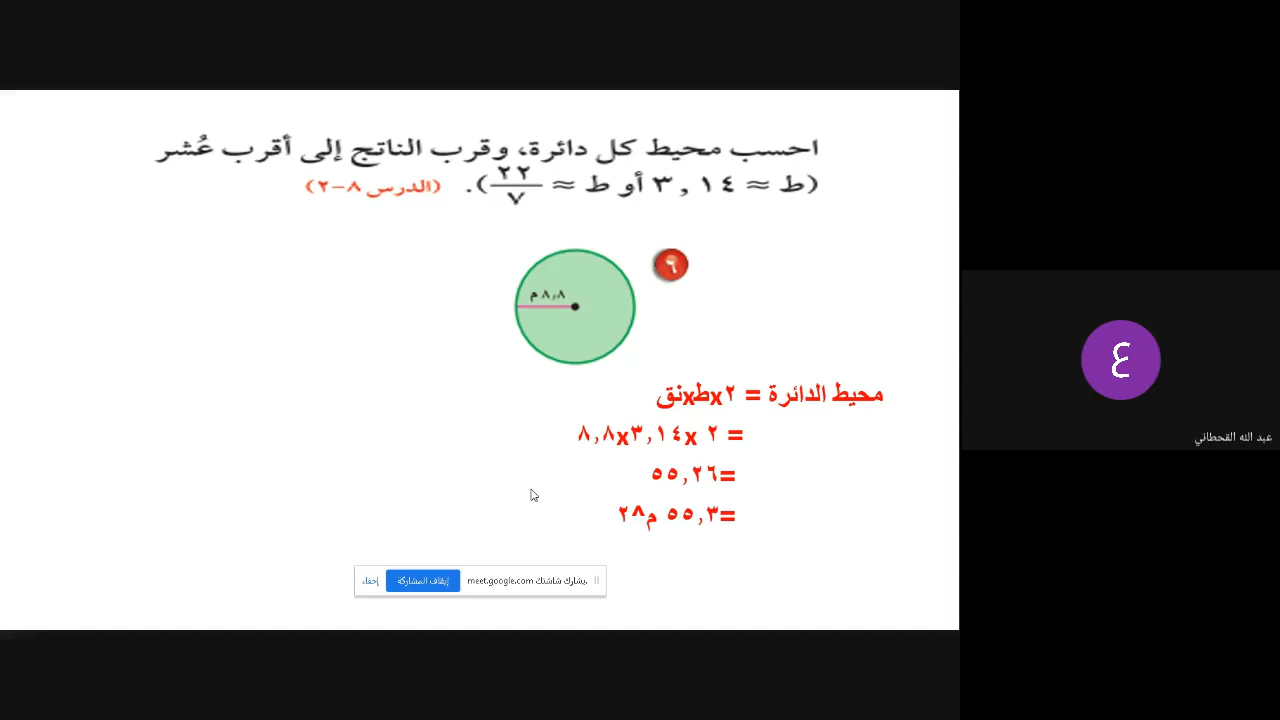 احسب محيط كل دائرة، وقرب الناتج إلى أقرب عُشر
(ط ≈ ٣,١٤ أو ط ≈ ٢٢/٧). (الدرس ٨-٢)
٩
٨,٨ م
محيط الدائرة = ٢xطxنق
= ٢ x٣,١٤x٨,٨
=٥٥,٢٦
=٥٥,٣ م^٢
ع
عبد الله القحطاني
meet.google.com يشارك شاشتك. إيقاف المشاركة إخفاء